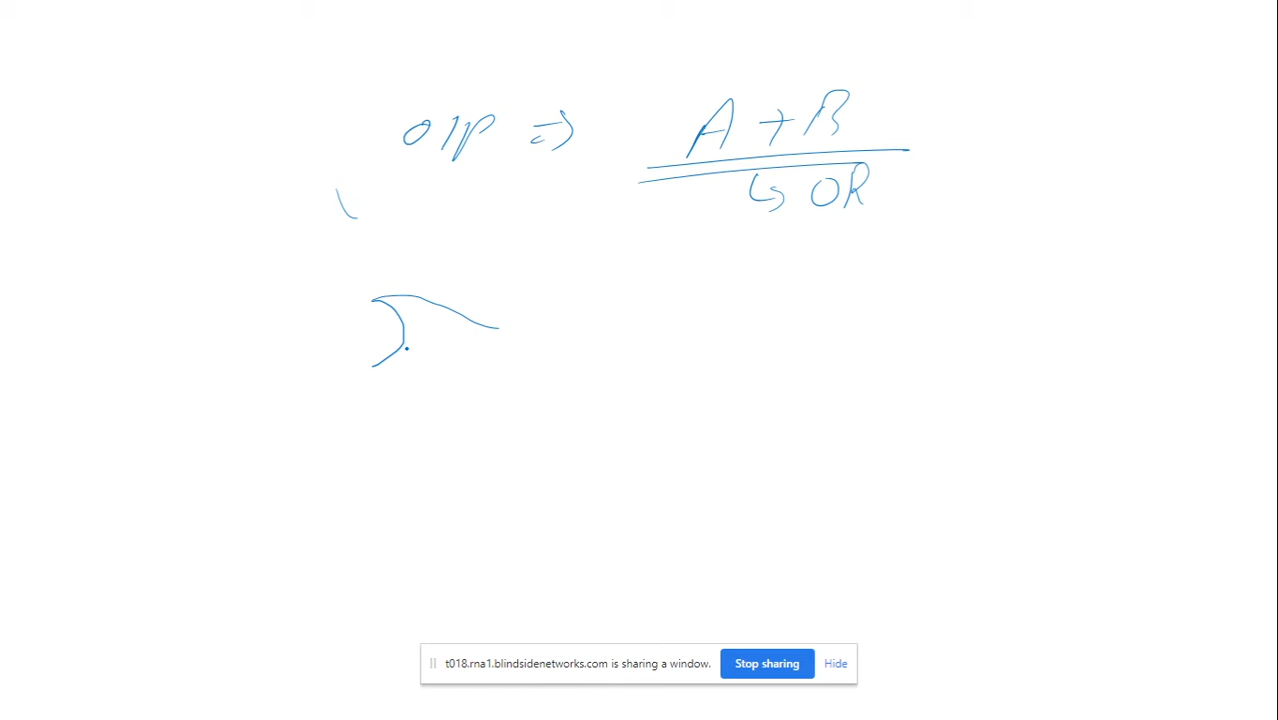 O/P ⇒ A + B
↳ OR
t018.rna1.blindsidenetworks.com is sharing a window. Stop sharing Hide